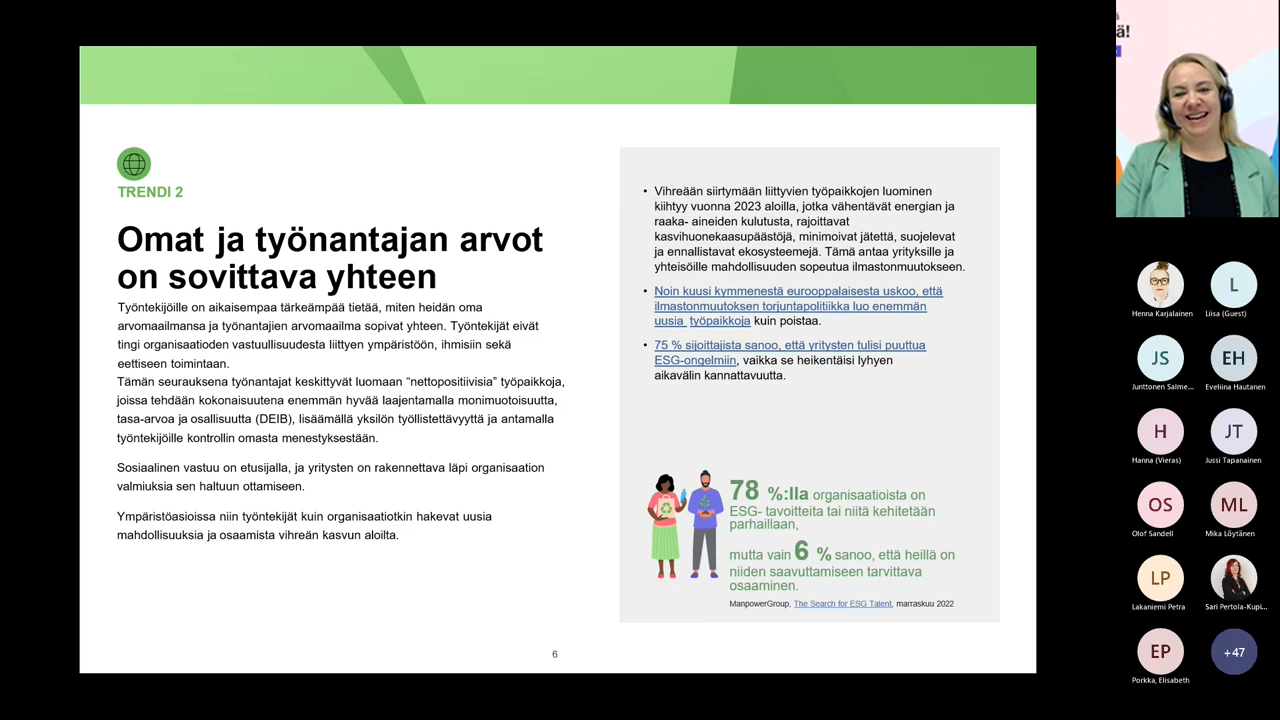 TRENDI 2
Omat ja työnantajan arvot
on sovittava yhteen
Työntekijöille on aikaisempaa tärkeämpää tietää, miten heidän oma
arvomaailmansa ja työnantajien arvomaailma sopivat yhteen. Työntekijät eivät
tingi organisaatioden vastuullisuudesta liittyen ympäristöön, ihmisiin sekä
eettiseen toimintaan.
Tämän seurauksena työnantajat keskittyvät luomaan “nettopositiivisia” työpaikkoja,
joissa tehdään kokonaisuutena enemmän hyvää laajentamalla monimuotoisuutta,
tasa-arvoa ja osallisuutta (DEIB), lisäämällä yksilön työllistettävyyttä ja antamalla
työntekijöille kontrollin omasta menestyksestään.
Sosiaalinen vastuu on etusijalla, ja yritysten on rakennettava läpi organisaation
valmiuksia sen haltuun ottamiseen.
Ympäristöasioissa niin työntekijät kuin organisaatiotkin hakevat uusia
mahdollisuuksia ja osaamista vihreän kasvun aloilta.
• Vihreään siirtymään liittyvien työpaikkojen luominen
kiihtyy vuonna 2023 aloilla, jotka vähentävät energian ja
raaka- aineiden kulutusta, rajoittavat
kasvihuonekaasupäästöjä, minimoivat jätettä, suojelevat
ja ennallistavat ekosysteemejä. Tämä antaa yrityksille ja
yhteisöille mahdollisuuden sopeutua ilmastonmuutokseen.
• Noin kuusi kymmenestä eurooppalaisesta uskoo, että
ilmastonmuutoksen torjuntapolitiikka luo enemmän
uusia työpaikkoja kuin poistaa.
• 75 % sijoittajista sanoo, että yritysten tulisi puuttua
ESG-ongelmiin, vaikka se heikentäisi lyhyen
aikavälin kannattavuutta.
78 %:lla organisaatioista on
ESG- tavoitteita tai niitä kehitetään
parhaillaan,
mutta vain 6 % sanoo, että heillä on
niiden saavuttamiseen tarvittava
osaaminen.
ManpowerGroup, The Search for ESG Talent, marraskuu 2022
6
ä!
Henna Karjalainen
L
Liisa (Guest)
JS
Junttonen Salme...
EH
Eveliina Hautanen
H
Hanna (Vieras)
JT
Jussi Tapanainen
OS
Olof Sandell
ML
Mika Löytänen
LP
Lakaniemi Petra
Sari Pertola-Kupi...
EP
Porkka, Elisabeth
+47